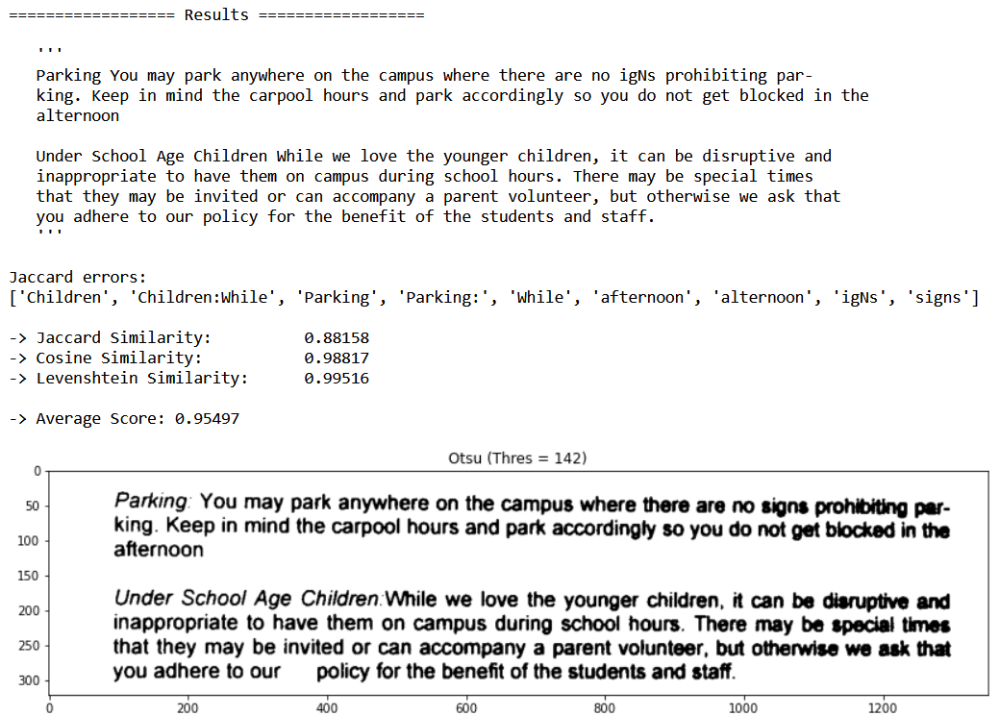 ================== Results ==================
'''
Parking You may park anywhere on the campus where there are no igNs prohibiting par-
king. Keep in mind the carpool hours and park accordingly so you do not get blocked in the
alternoon
Under School Age Children While we love the younger children, it can be disruptive and
inappropriate to have them on campus during school hours. There may be special times
that they may be invited or can accompany a parent volunteer, but otherwise we ask that
you adhere to our policy for the benefit of the students and staff.
'''
Jaccard errors:
['Children', 'Children:While', 'Parking', 'Parking:', 'While', 'afternoon', 'alternoon', 'igNs', 'signs']
-> Jaccard Similarity: 0.88158
-> Cosine Similarity: 0.98817
-> Levenshtein Similarity: 0.99516
-> Average Score: 0.95497
Otsu (Thres = 142)
0
50
100
150
200
250
300
Parking: You may park anywhere on the campus where there are no signs prohibiting par-
king. Keep in mind the carpool hours and park accordingly so you do not get blocked in the
afternoon
Under School Age Children:While we love the younger children, it can be disruptive and
inappropriate to have them on campus during school hours. There may be special times
that they may be invited or can accompany a parent volunteer, but otherwise we ask that
you adhere to our policy for the benefit of the students and staff.
0 200 400 600 800 1000 1200